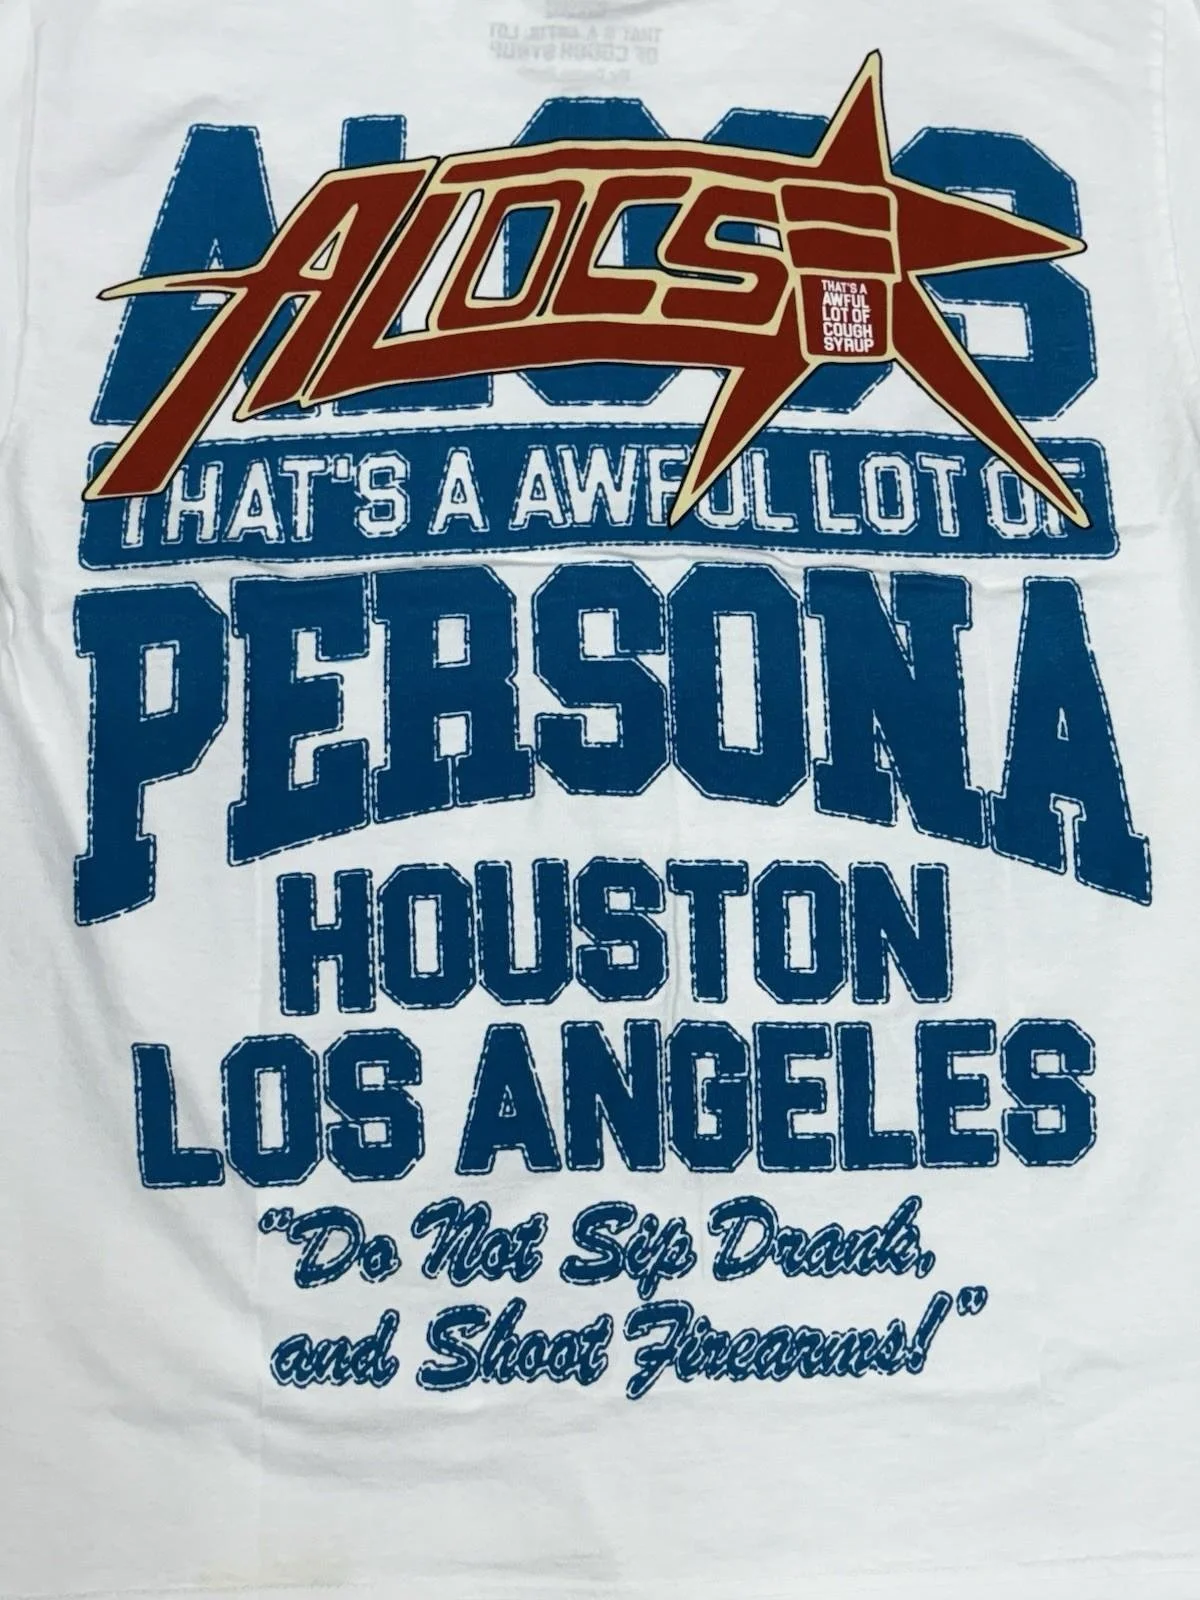 ALOCS
ALOCS
THAT'S A
AWFUL
LOT OF
COUGH
SYRUP
THAT'S A AWFUL LOT OF
PERSONA
HOUSTON
LOS ANGELES
"Do Not Sip Drank,
and Shoot Firearms!"